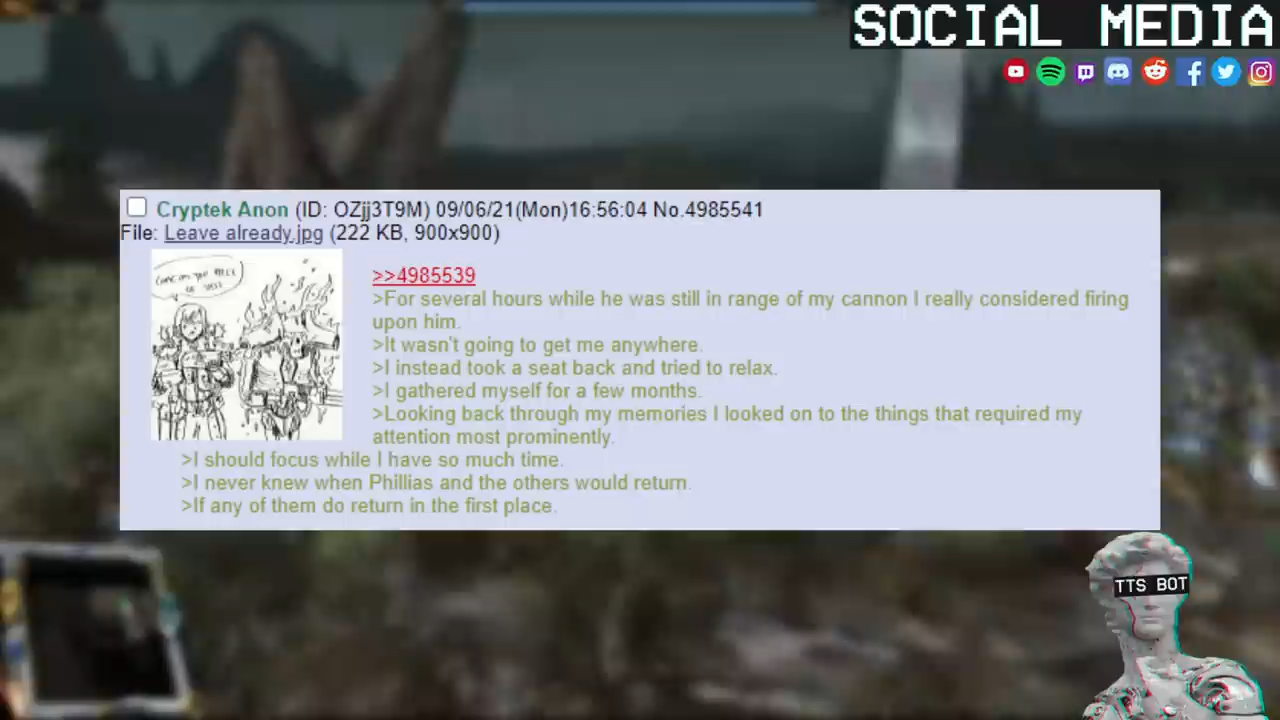 SOCIAL MEDIA
Cryptek Anon (ID: OZjj3T9M) 09/06/21(Mon)16:56:04 No.4985541
File: Leave already.jpg (222 KB, 900x900)
>>4985539
>For several hours while he was still in range of my cannon I really considered firing
upon him.
>It wasn't going to get me anywhere.
>I instead took a seat back and tried to relax.
>I gathered myself for a few months.
>Looking back through my memories I looked on to the things that required my
attention most prominently.
>I should focus while I have so much time.
>I never knew when Phillias and the others would return.
>If any of them do return in the first place.
TTS BOT